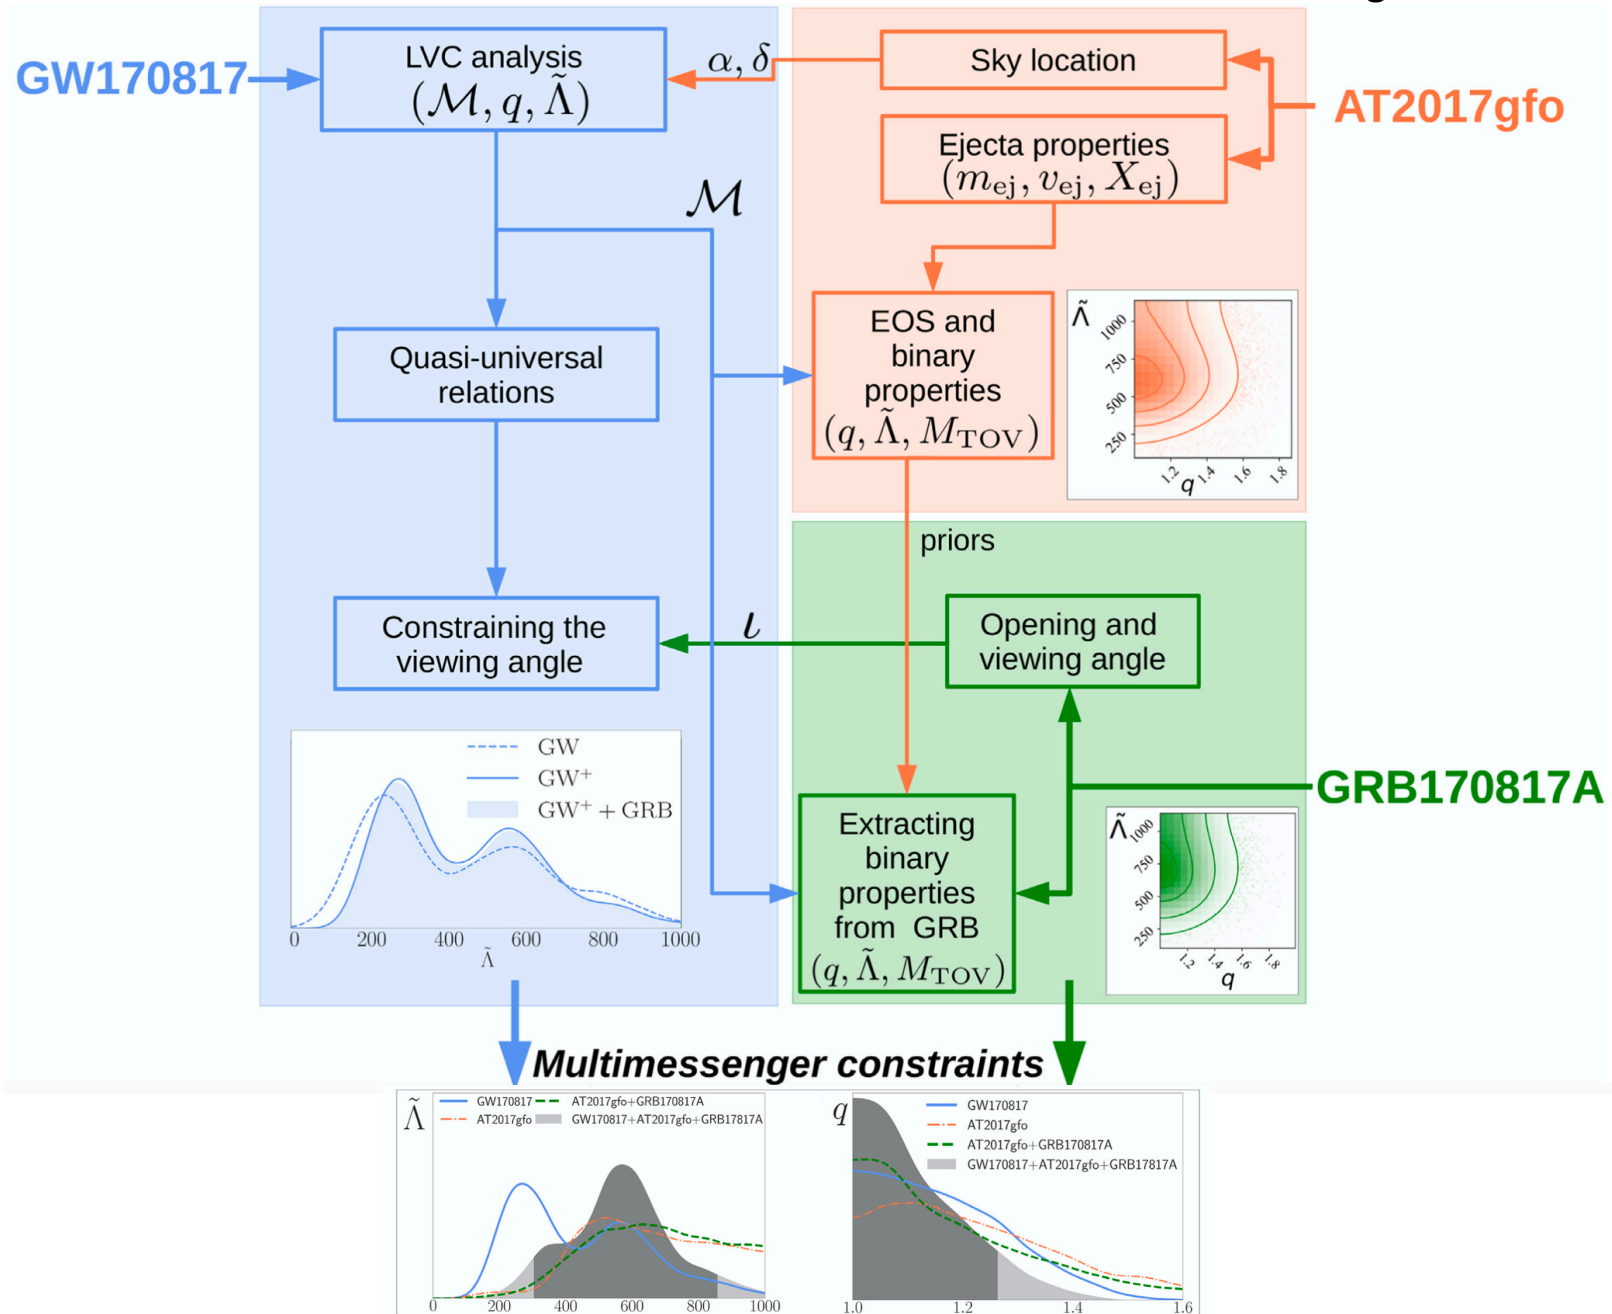 GW170817
LVC analysis
(ℳ, q, Λ̃)
α, δ
Sky location
AT2017gfo
Ejecta properties
(m_ej, v_ej, X_ej)
ℳ
Quasi-universal
relations
EOS and
binary
properties
(q, Λ̃, M_TOV)
Λ̃
1000
750
500
250
1.2
1.4
1.6
1.8
q
priors
Constraining the
viewing angle
ι
Opening and
viewing angle
GRB170817A
GW
GW⁺
GW⁺ + GRB
0 200 400 600 800 1000
Λ̃
Extracting
binary
properties
from GRB
(q, Λ̃, M_TOV)
Λ̃
1000
750
500
250
1.2
1.4
1.6
1.8
q
Multimessenger constraints
Λ̃
GW170817
AT2017gfo
AT2017gfo+GRB170817A
GW170817+AT2017gfo+GRB17817A
0 200 400 600 800 1000
q
GW170817
AT2017gfo
AT2017gfo+GRB170817A
GW170817+AT2017gfo+GRB17817A
1.0 1.2 1.4 1.6